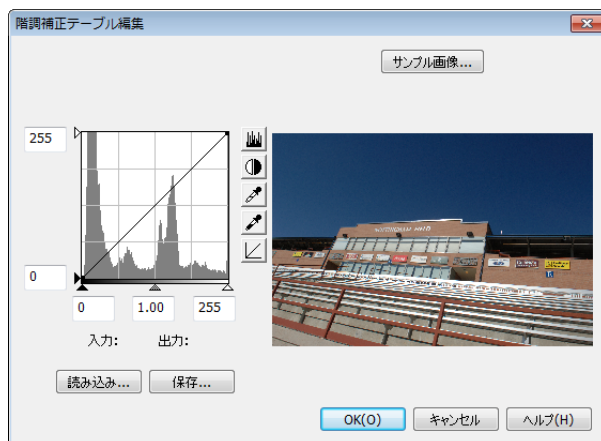 階調補正テーブル編集
サンプル画像...
255
0
0 1.00 255
入力: 出力:
読み込み... 保存...
OK(O) キャンセル ヘルプ(H)